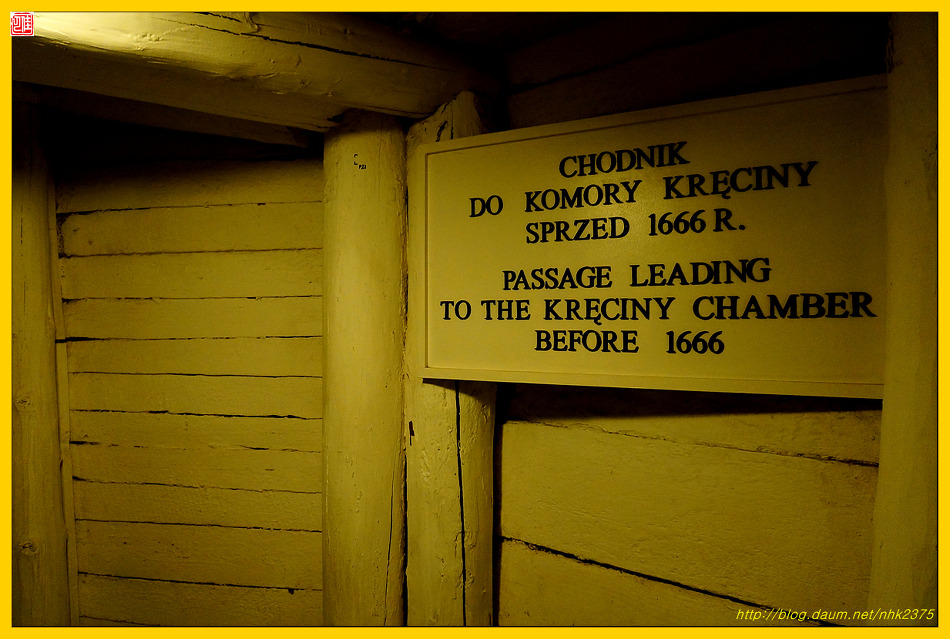 CHODNIK
DO KOMORY KRĘCINY
SPRZED 1666 R.
PASSAGE LEADING
TO THE KRĘCINY CHAMBER
BEFORE 1666
http://blog.daum.net/nhk2375